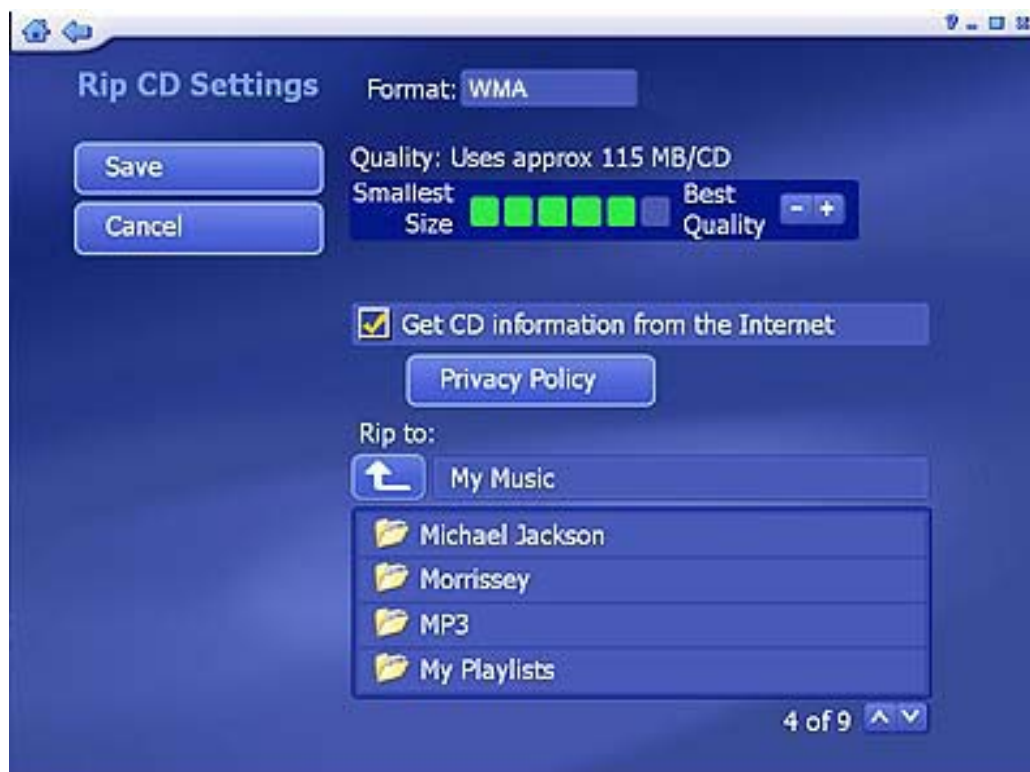 Rip CD Settings
Format: WMA
Save
Cancel
Quality: Uses approx 115 MB/CD
Smallest Size
Best Quality
- +
Get CD information from the Internet
Privacy Policy
Rip to:
My Music
Michael Jackson
Morrissey
MP3
My Playlists
4 of 9